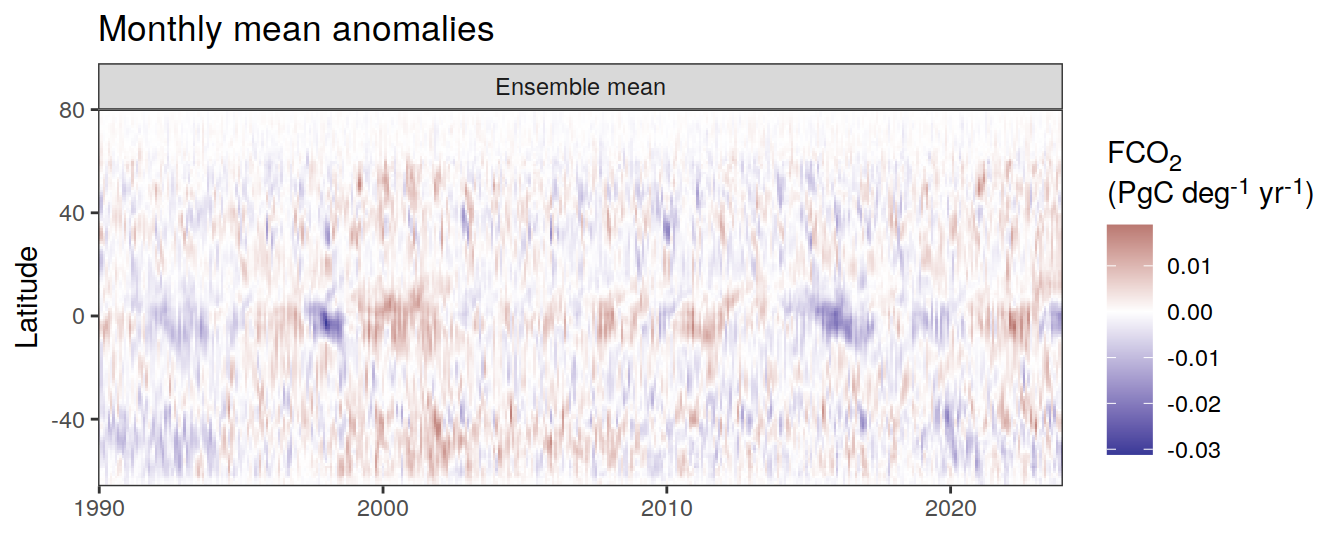 Monthly mean anomalies
Ensemble mean
80
40
0
-40
Latitude
1990 2000 2010 2020
FCO₂
(PgC deg⁻¹ yr⁻¹)
0.01
0.00
-0.01
-0.02
-0.03